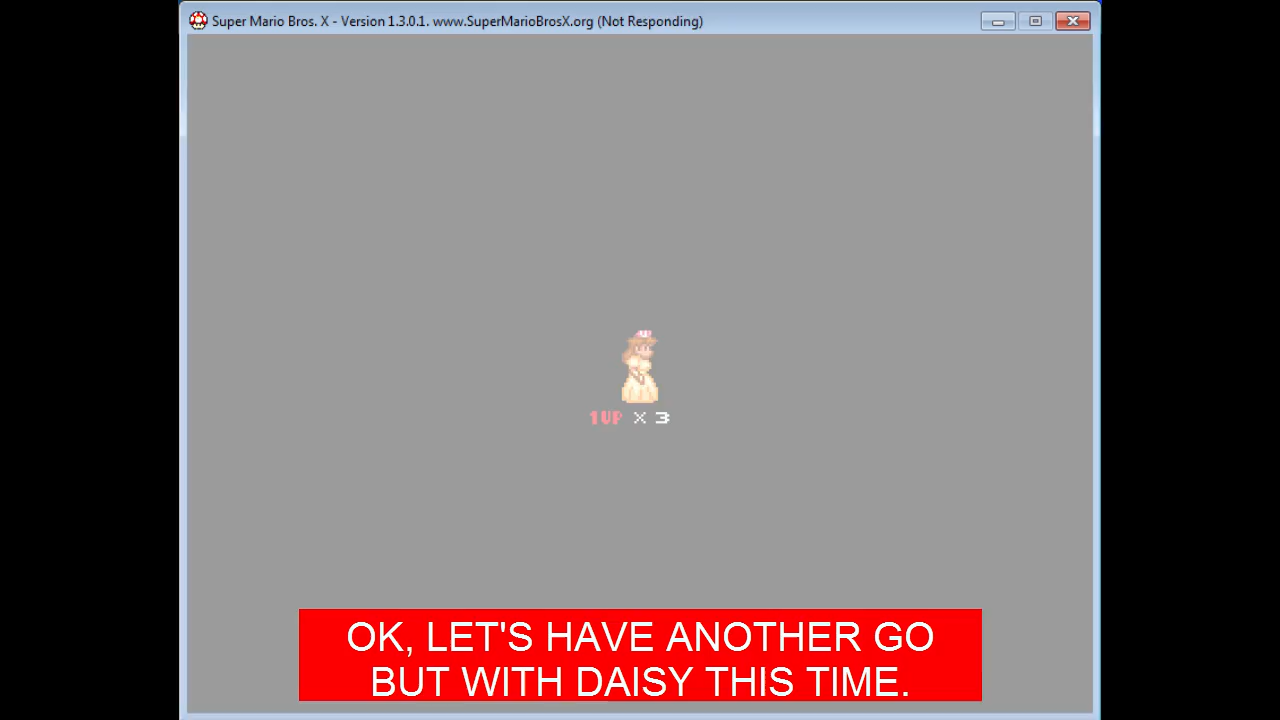 Super Mario Bros. X - Version 1.3.0.1. www.SuperMarioBrosX.org (Not Responding)
1UP X 3
OK, LET'S HAVE ANOTHER GO
BUT WITH DAISY THIS TIME.